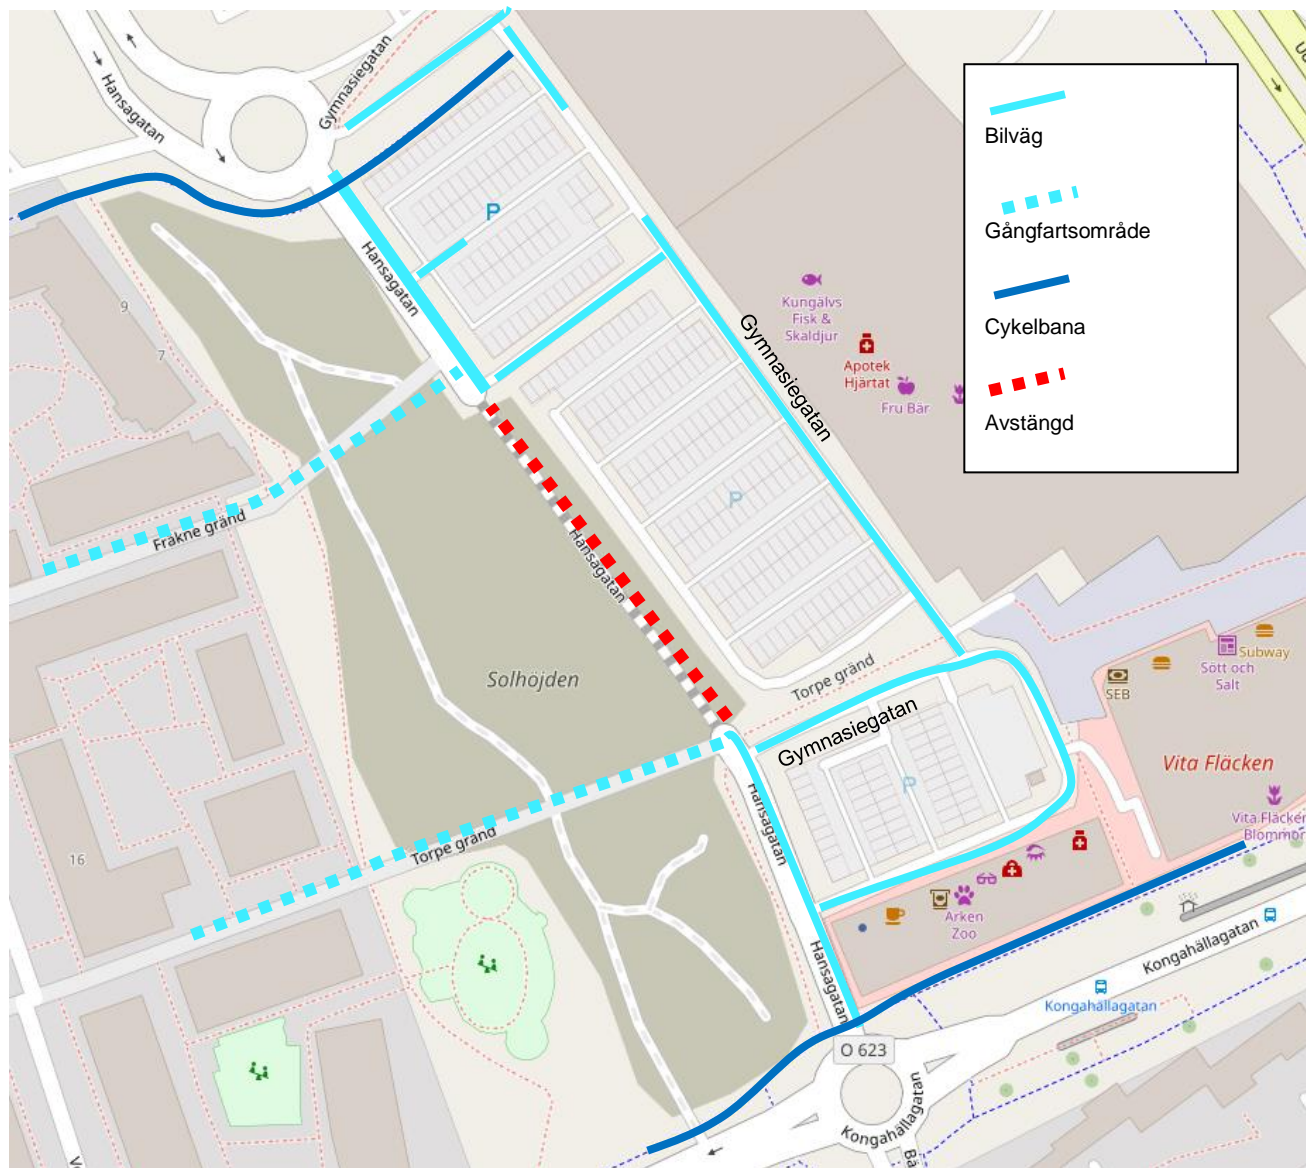 Hansagatan
Gymnasiegatan
Bilväg
Gångfartsområde
Cykelbana
Avstängd
P
Hansagatan
9
7
Kungälvs
Fisk &
Skaldjur
Apotek
Hjärtat
Fru Bär
Gymnasiegatan
P
Fräkne gränd
Hansagatan
Solhöjden
Torpe gränd
Gymnasiegatan
P
SEB
Subway
Sött och
Salt
Vita Fläcken
Vita Fläcken
Blommor
Hansagatan
16
Torpe gränd
Arken
Zoo
Hansagatan
Kongahällagatan
Kongahällagatan
O 623
Kongahällagatan